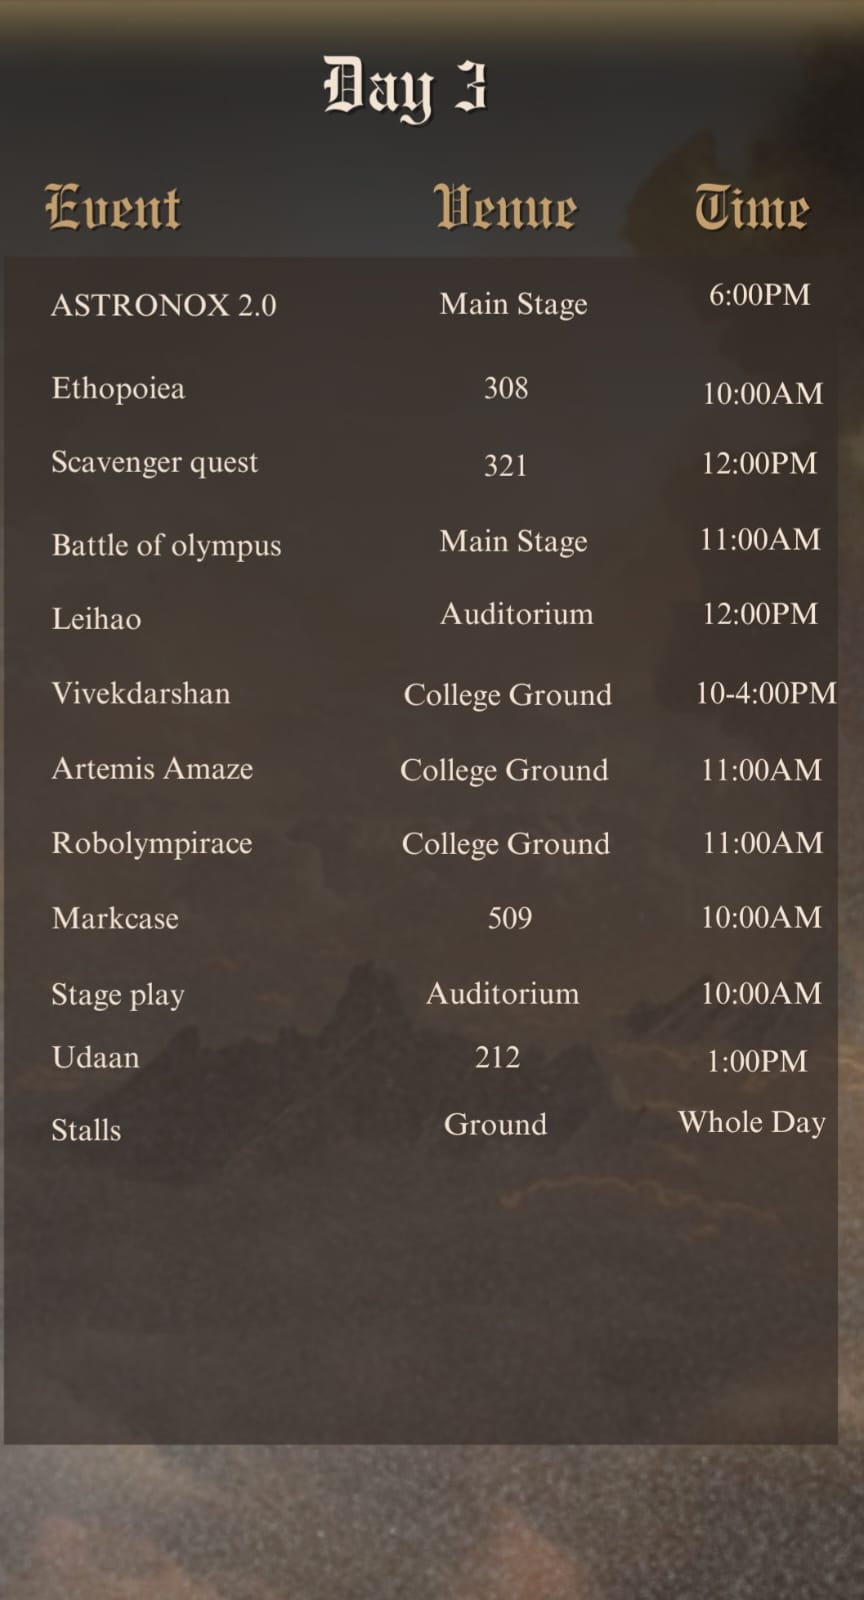 Day 3
Event Venue Time
ASTRONOX 2.0 Main Stage 6:00PM
Ethopoiea 308 10:00AM
Scavenger quest 321 12:00PM
Battle of olympus Main Stage 11:00AM
Leihao Auditorium 12:00PM
Vivekdarshan College Ground 10-4:00PM
Artemis Amaze College Ground 11:00AM
Robolympirace College Ground 11:00AM
Markcase 509 10:00AM
Stage play Auditorium 10:00AM
Udaan 212 1:00PM
Stalls Ground Whole Day